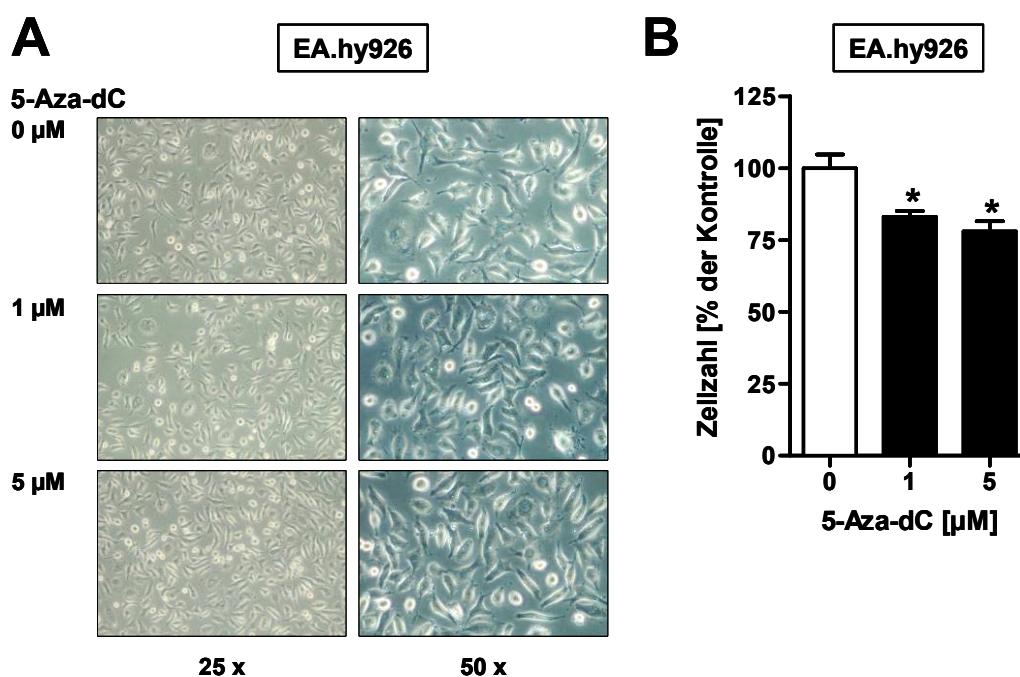 A
EA.hy926
5-Aza-dC
0 µM
1 µM
5 µM
25 x
50 x
B
EA.hy926
Zellzahl [% der Kontrolle]
125
100
75
50
25
0
*
*
0 1 5
5-Aza-dC [µM]